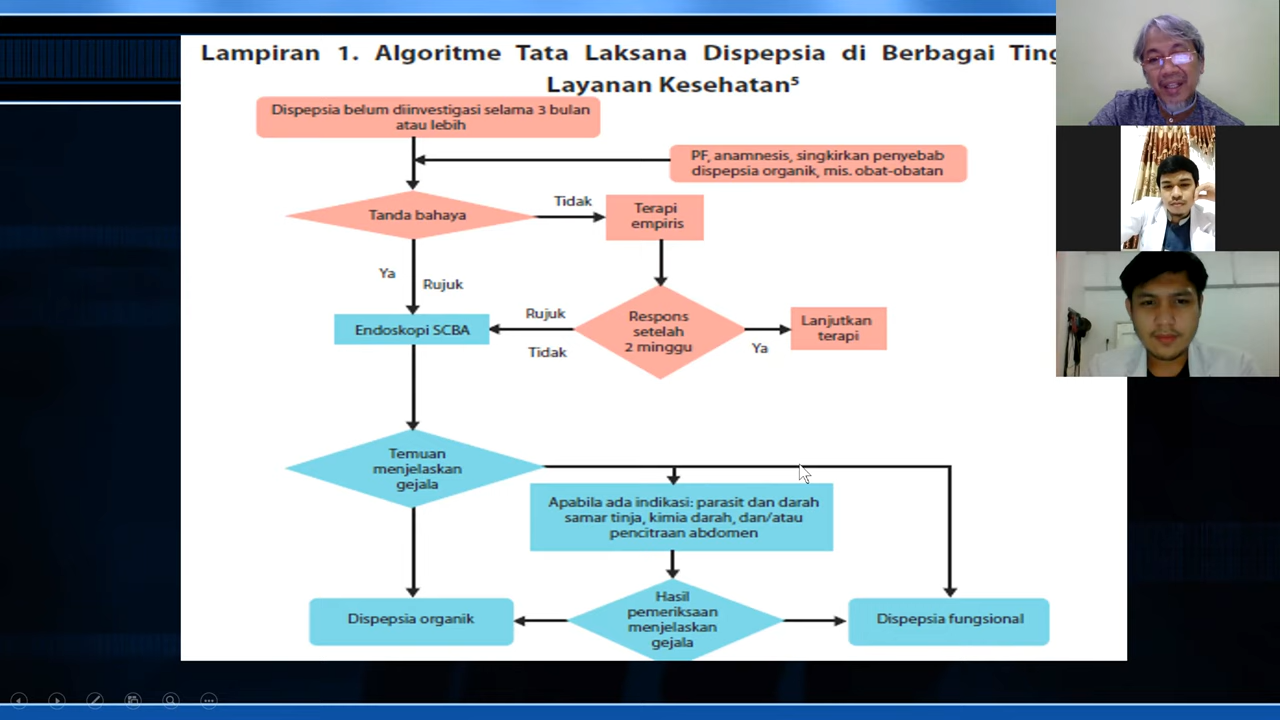 Lampiran 1. Algoritme Tata Laksana Dispepsia di Berbagai
Layanan Kesehatan⁵
Dispepsia belum diinvestigasi selama 3 bulan
atau lebih
PF, anamnesis, singkirkan penyebab
dispepsia organik, mis. obat-obatan
Tanda bahaya
Tidak
Terapi
empiris
Ya
Rujuk
Endoskopi SCBA
Rujuk
Tidak
Respons
setelah
2 minggu
Ya
Lanjutkan
terapi
Temuan
menjelaskan
gejala
Apabila ada indikasi: parasit dan darah
samar tinja, kimia darah, dan/atau
pencitraan abdomen
Dispepsia organik
Hasil
pemeriksaan
menjelaskan
gejala
Dispepsia fungsional